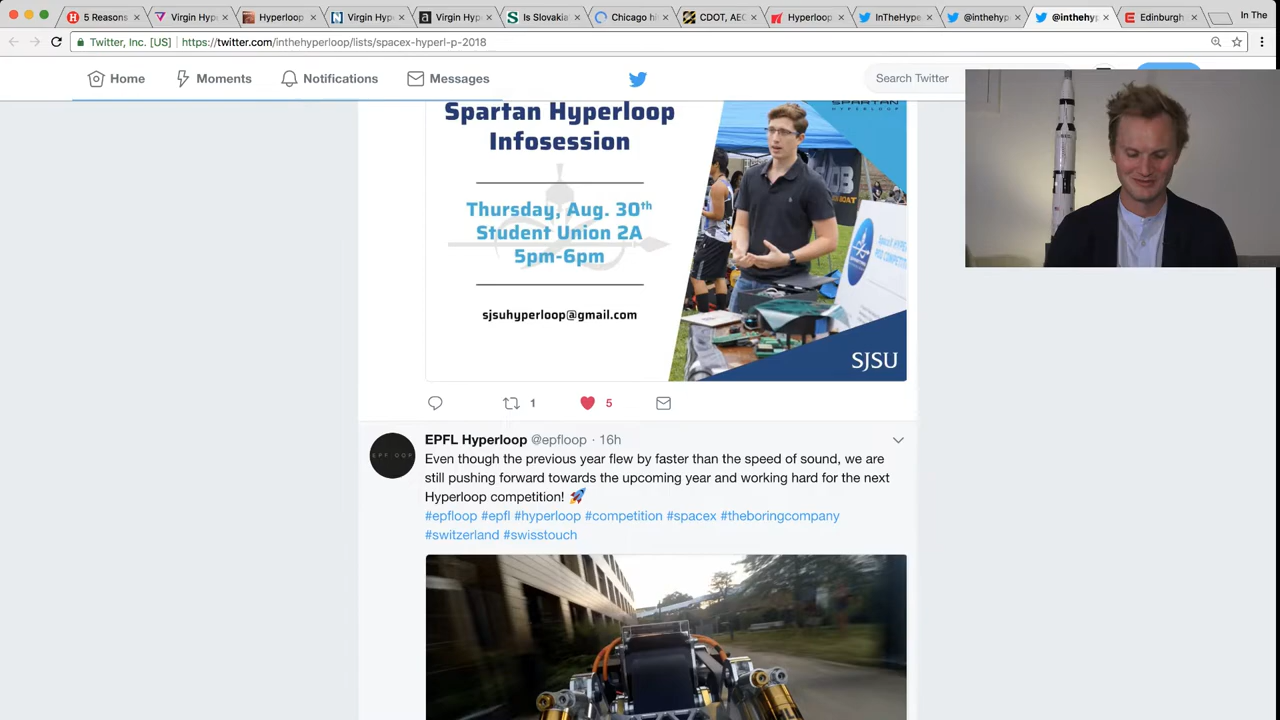 5 Reasons
Virgin Hype
Hyperloop
Virgin Hyp
Virgin Hyp
Is Slovakia
Chicago hi
CDOT, AEC
Hyperloop
InTheHype
@inthehyp
@inthehyp
Edinburgh
In The
Twitter, Inc. [US] https://twitter.com/inthehyperloop/lists/spacex-hyperl-p-2018
Home Moments Notifications Messages Search Twitter
Spartan Hyperloop
Infosession
Thursday, Aug. 30th
Student Union 2A
5pm-6pm
sjsuhyperloop@gmail.com
HYPERLOOP
SJSU
1 5
EPFL Hyperloop @epfloop · 16h
EPFLOOP
Even though the previous year flew by faster than the speed of sound, we are
still pushing forward towards the upcoming year and working hard for the next
Hyperloop competition! 🚀
#epfloop #epfl #hyperloop #competition #spacex #theboringcompany
#switzerland #swisstouch